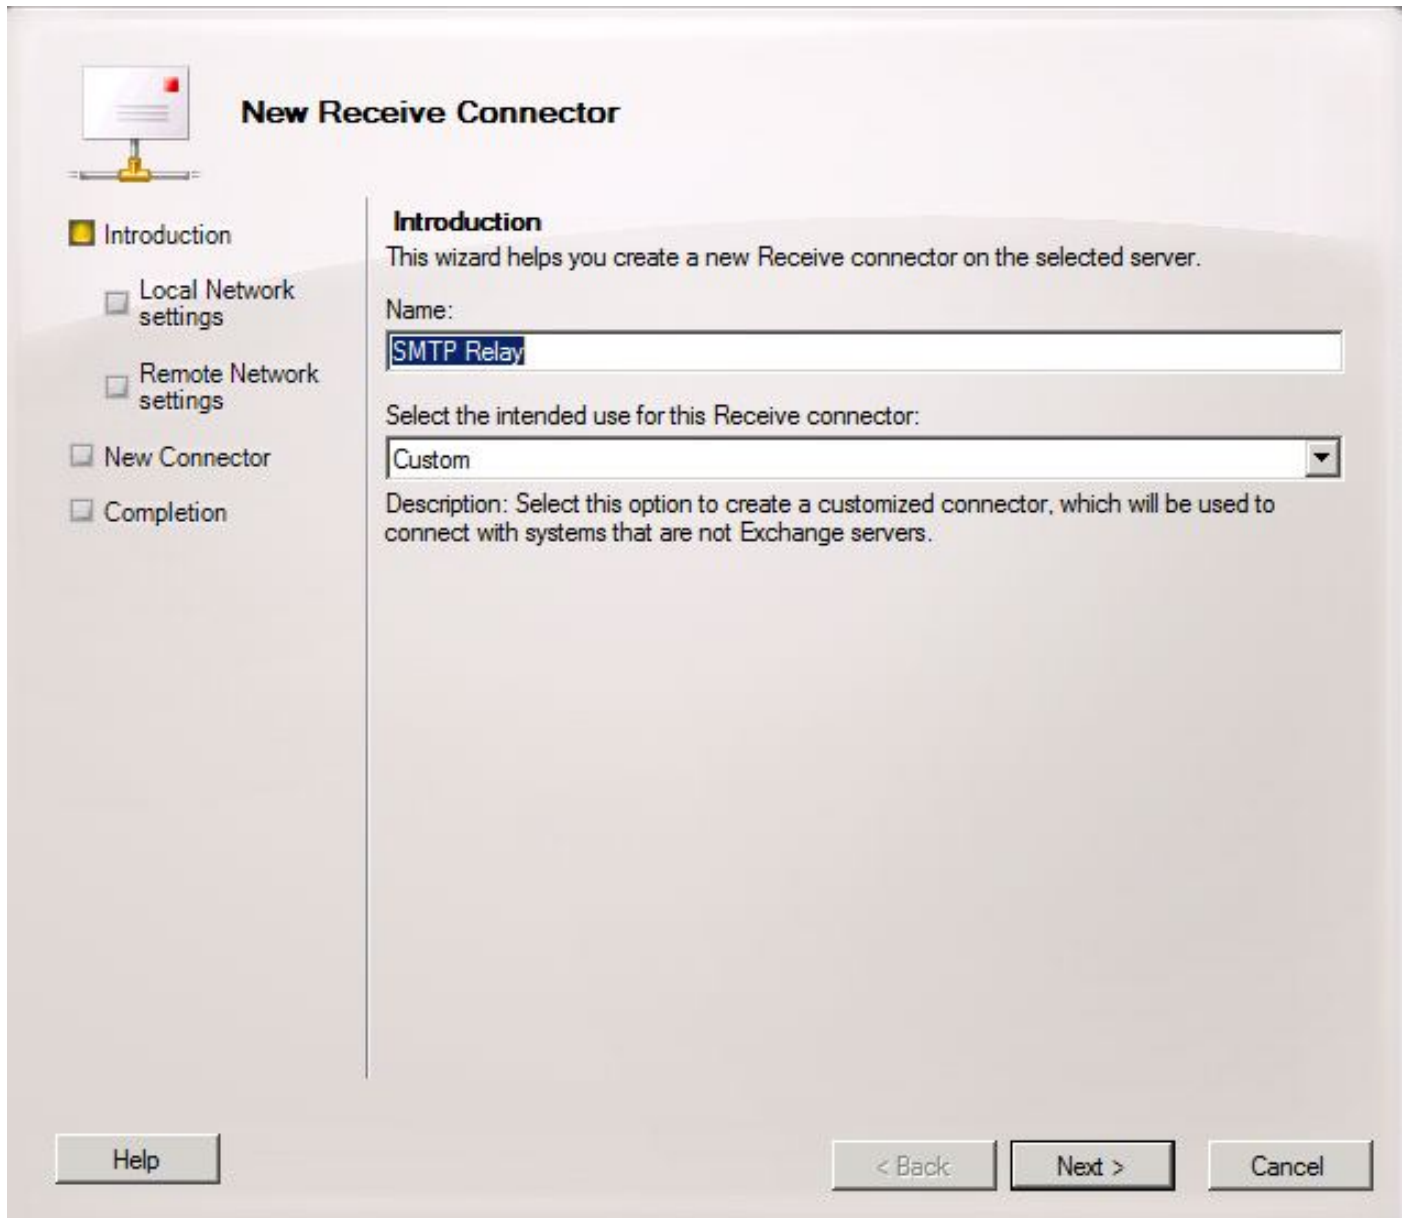 New Receive Connector
Introduction
Local Network
settings
Remote Network
settings
New Connector
Completion
Introduction
This wizard helps you create a new Receive connector on the selected server.
Name:
SMTP Relay
Select the intended use for this Receive connector:
Custom
Description: Select this option to create a customized connector, which will be used to
connect with systems that are not Exchange servers.
Help
< Back
Next >
Cancel